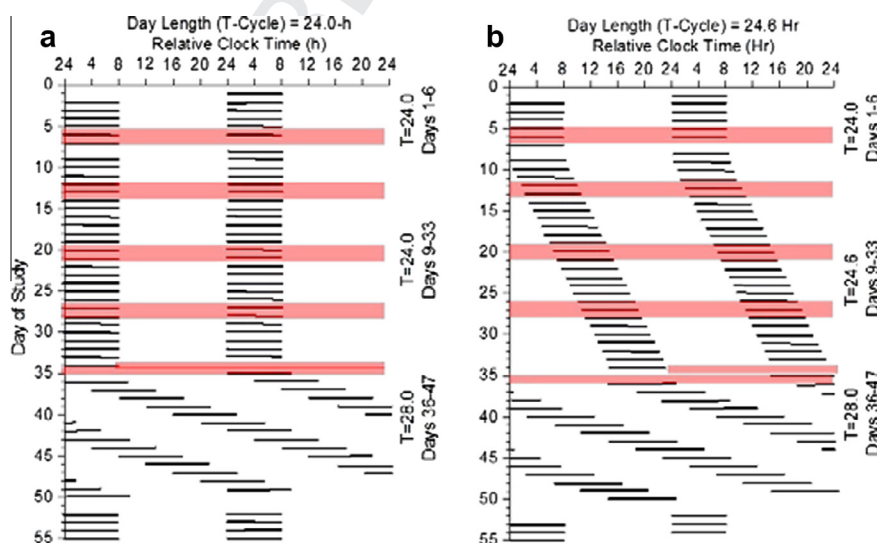 a
Day Length (T-Cycle) = 24.0-h
Relative Clock Time (h)
24 4 8 12 16 20 24 4 8 12 16 20 24
0
5
10
15
20
25
30
35
40
45
50
55
Day of Study
T=24.0
Days 1-6
T=24.0
Days 9-33
T=28.0
Days 36-47
b
Day Length (T-Cycle) = 24.6 Hr
Relative Clock Time (Hr)
24 4 8 12 16 20 24 4 8 12 16 20 24
0
5
10
15
20
25
30
35
40
45
50
55
T=24.0
Days 1-6
T=24.6
Days 9-33
T=28.0
Days 36-47